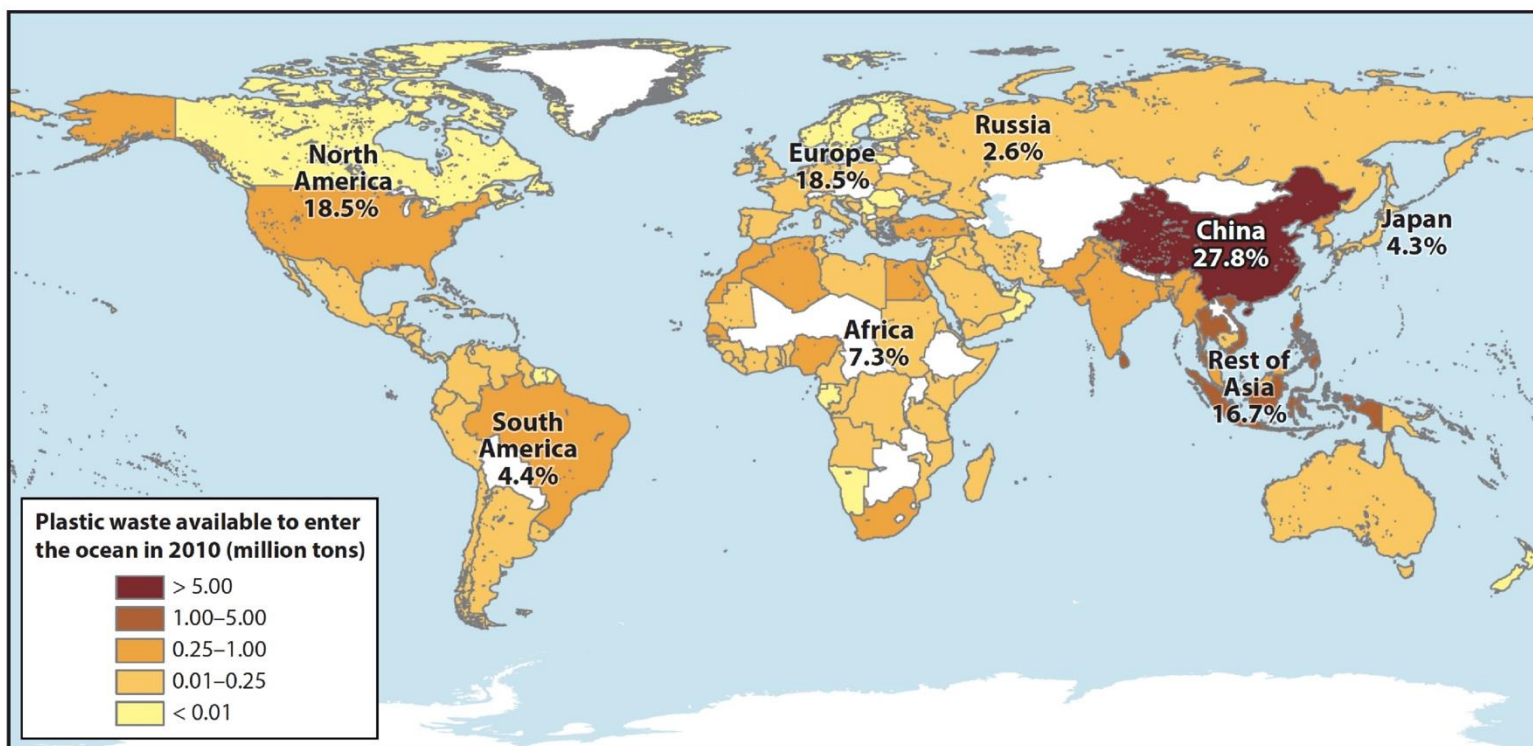 North
America
18.5%
Europe
18.5%
Russia
2.6%
China
27.8%
Japan
4.3%
Africa
7.3%
Rest of
Asia
16.7%
South
America
4.4%
Plastic waste available to enter
the ocean in 2010 (million tons)
> 5.00
1.00–5.00
0.25–1.00
0.01–0.25
< 0.01